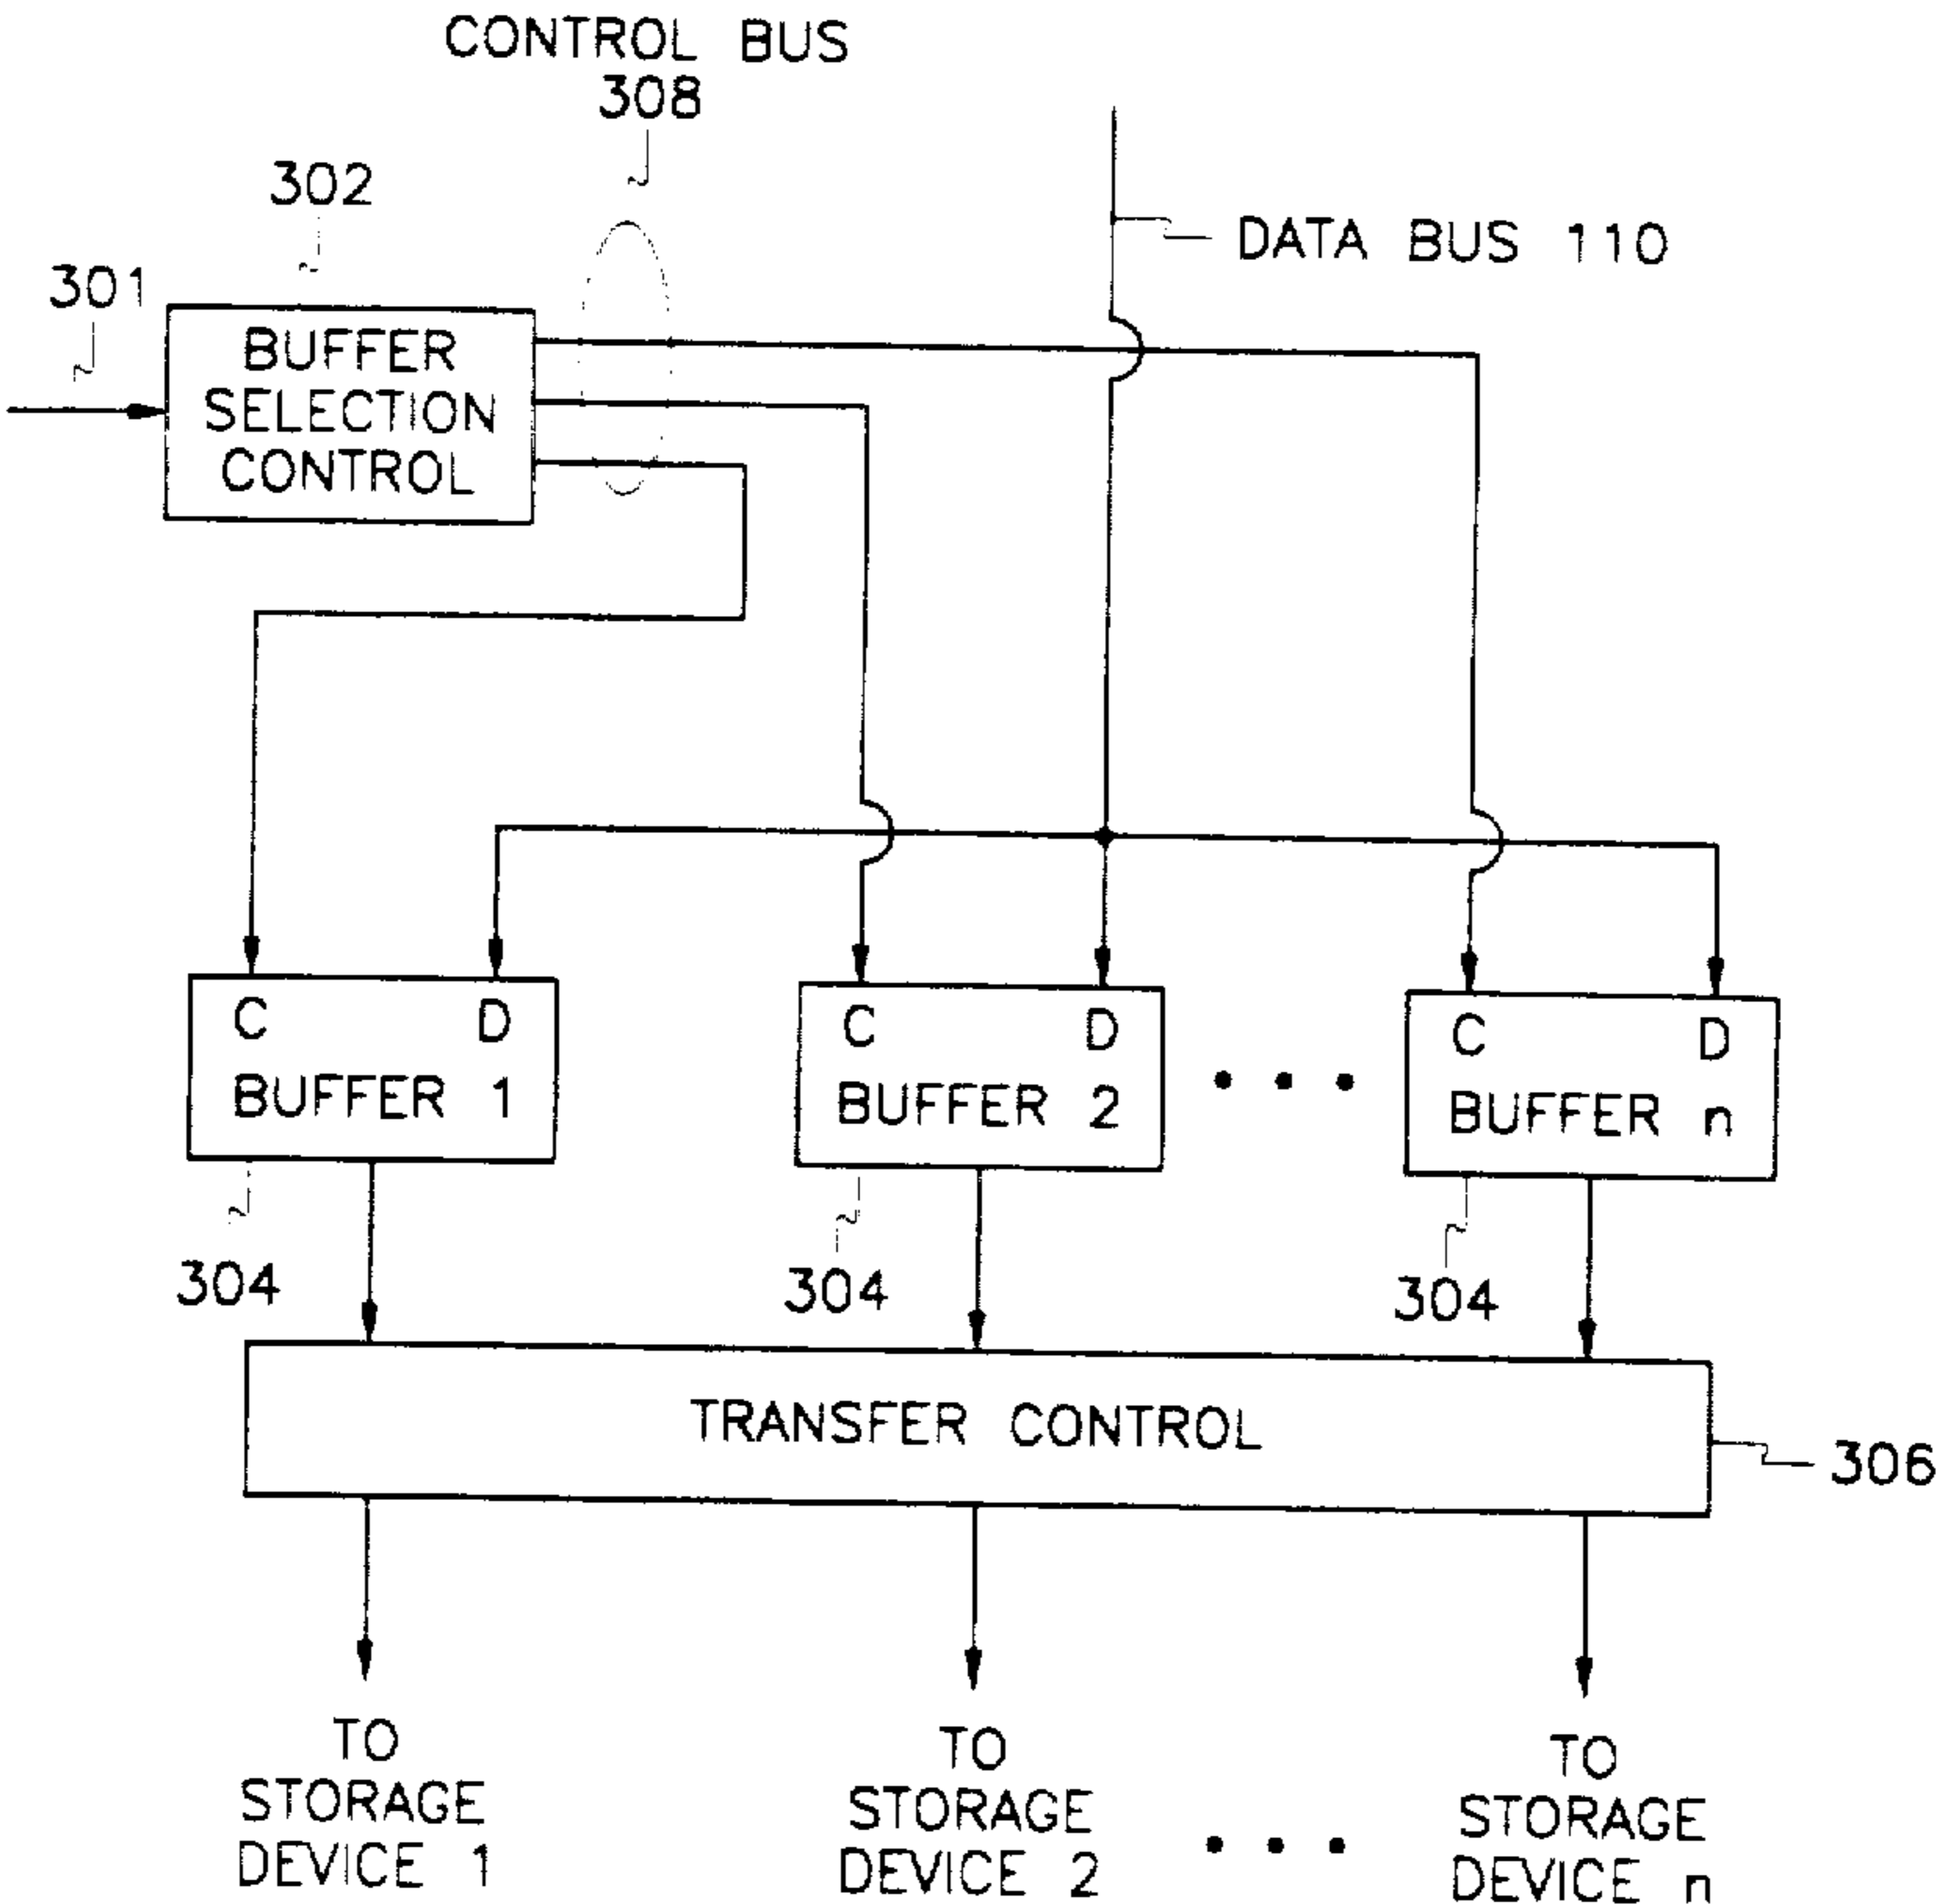 CONTROL BUS
308
302
DATA BUS 110
301
BUFFER
SELECTION
CONTROL
C D
BUFFER 1
C D
BUFFER 2
• • •
C D
BUFFER n
304
304
304
TRANSFER CONTROL
306
TO
STORAGE
DEVICE 1
TO
STORAGE
DEVICE 2
• • •
TO
STORAGE
DEVICE n